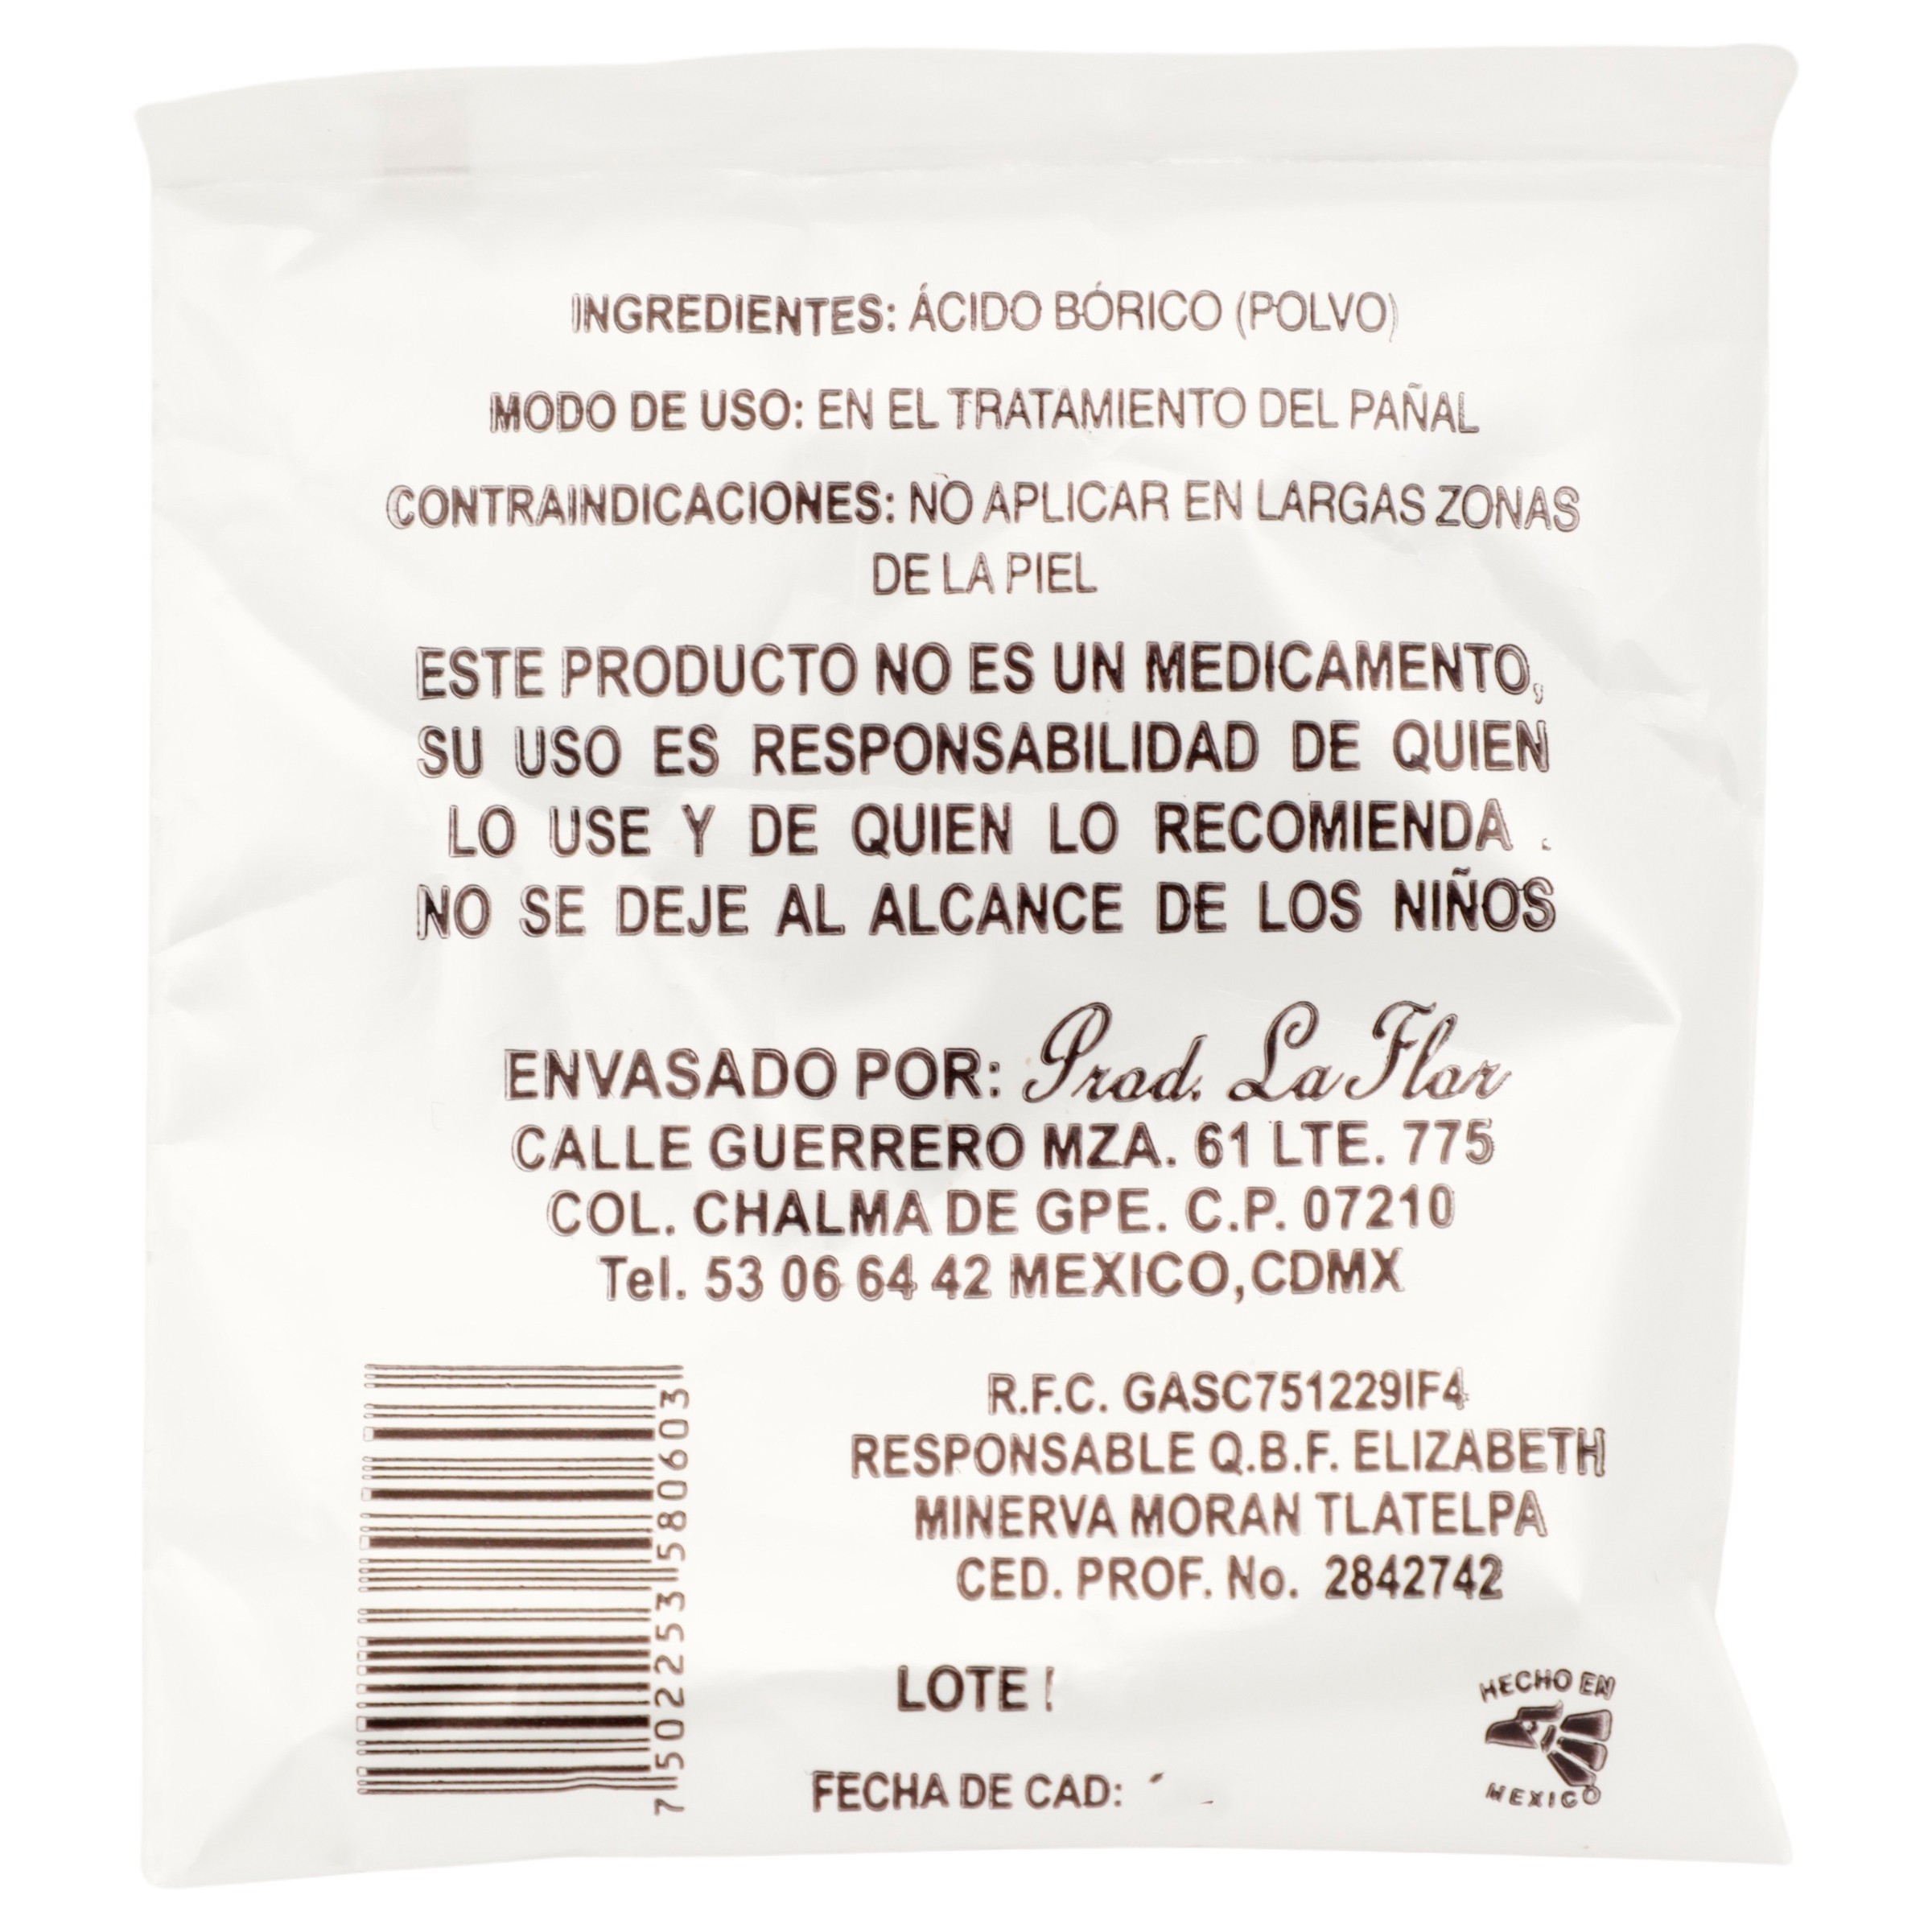 INGREDIENTES: ÁCIDO BÓRICO (POLVO)
MODO DE USO: EN EL TRATAMIENTO DEL PAÑAL
CONTRAINDICACIONES: NO APLICAR EN LARGAS ZONAS
DE LA PIEL
ESTE PRODUCTO NO ES UN MEDICAMENTO,
SU USO ES RESPONSABILIDAD DE QUIEN
LO USE Y DE QUIEN LO RECOMIENDA .
NO SE DEJE AL ALCANCE DE LOS NIÑOS
ENVASADO POR: Prod. La Flor
CALLE GUERRERO MZA. 61 LTE. 775
COL. CHALMA DE GPE. C.P. 07210
Tel. 53 06 64 42 MEXICO,CDMX
7 502253 580603
R.F.C. GASC751229IF4
RESPONSABLE Q.B.F. ELIZABETH
MINERVA MORAN TLATELPA
CED. PROF. No. 2842742
LOTE
FECHA DE CAD:
HECHO EN
MEXICO